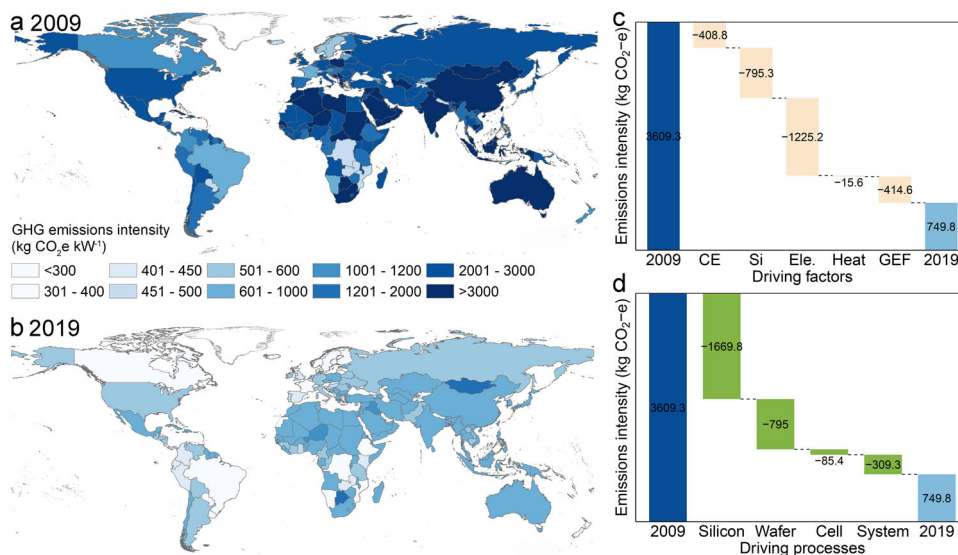 a 2009
GHG emissions intensity
(kg CO₂e kW⁻¹)
<300
401 - 450
501 - 600
1001 - 1200
2001 - 3000
301 - 400
451 - 500
601 - 1000
1201 - 2000
>3000
b 2019
c
Emissions intensity (kg CO₂−e)
3609.3
−408.8
−795.3
−1225.2
−15.6
−414.6
749.8
2009 CE Si Ele. Heat GEF 2019
Driving factors
d
Emissions intensity (kg CO₂−e)
3609.3
−1669.8
−795
−85.4
−309.3
749.8
2009 Silicon Wafer Cell System 2019
Driving processes